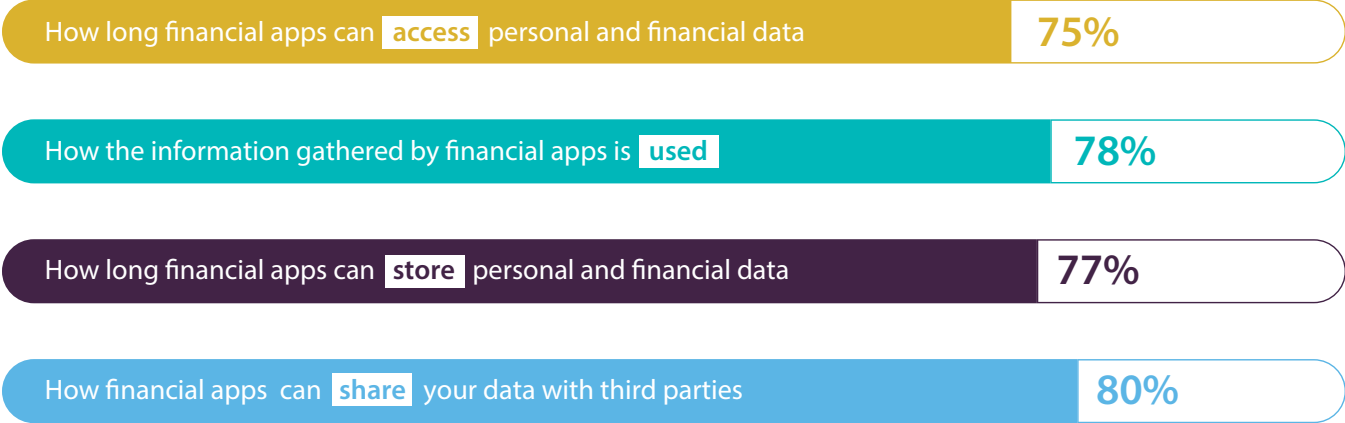 How long financial apps can access personal and financial data 75%
How the information gathered by financial apps is used 78%
How long financial apps can store personal and financial data 77%
How financial apps can share your data with third parties 80%